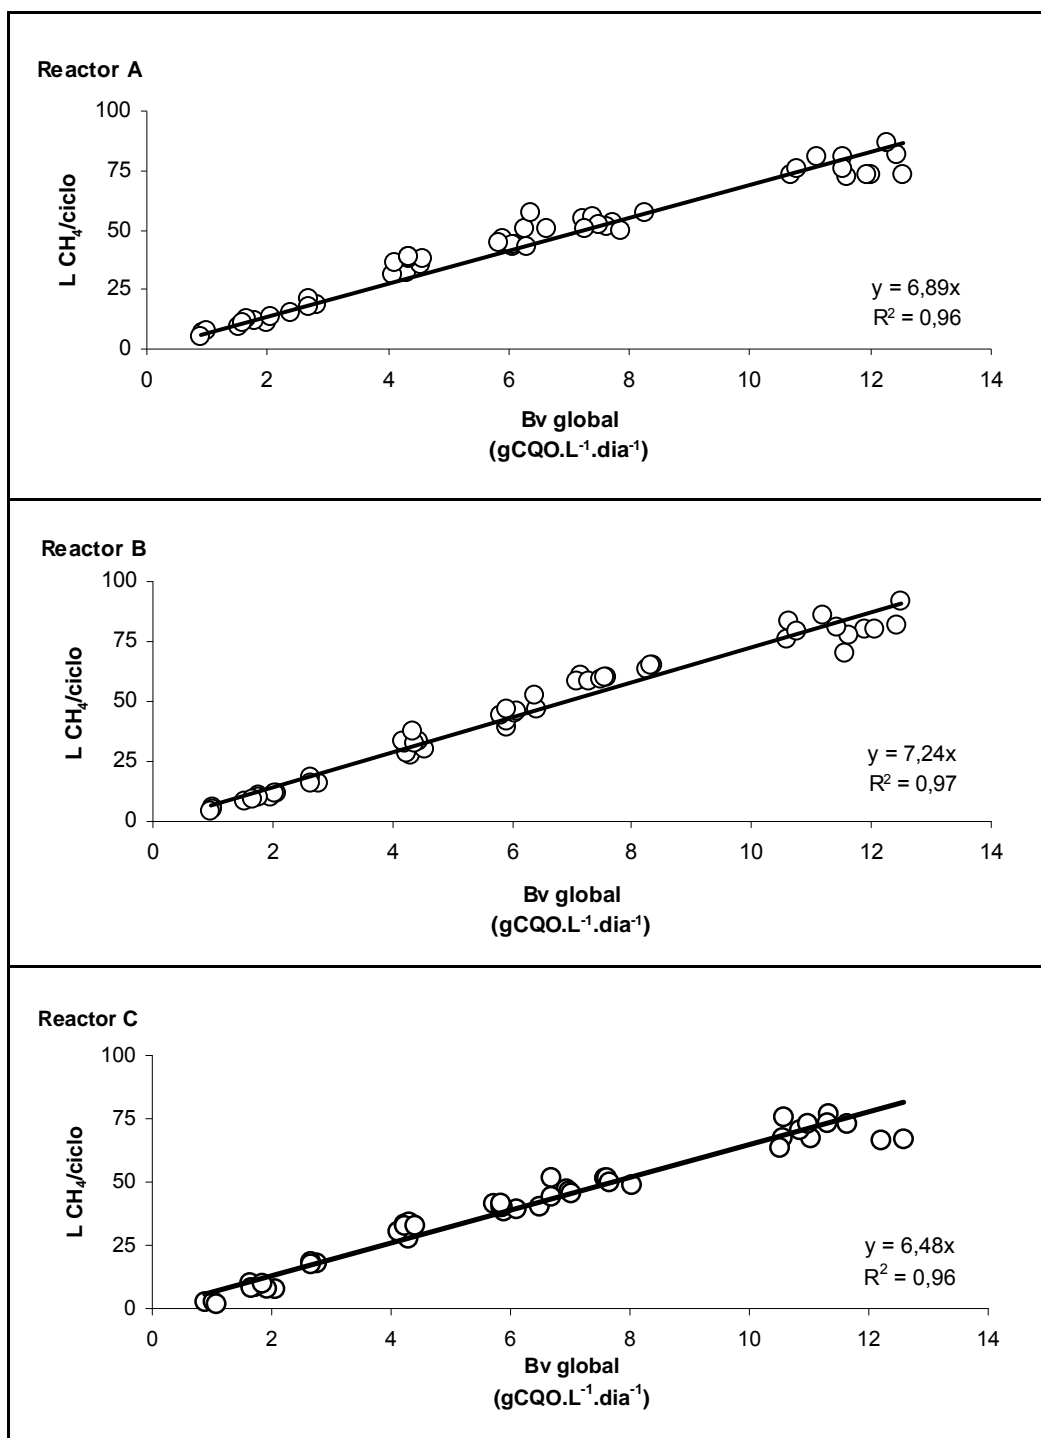 Reactor A
100
75
50
25
0
L CH₄/ciclo
y = 6,89x
R² = 0,96
0 2 4 6 8 10 12 14
Bv global
(gCQO.L⁻¹.dia⁻¹)
Reactor B
100
75
50
25
0
L CH₄/ciclo
y = 7,24x
R² = 0,97
0 2 4 6 8 10 12 14
Bv global
(gCQO.L⁻¹.dia⁻¹)
Reactor C
100
75
50
25
0
L CH₄/ciclo
y = 6,48x
R² = 0,96
0 2 4 6 8 10 12 14
Bv global
(gCQO.L⁻¹.dia⁻¹)